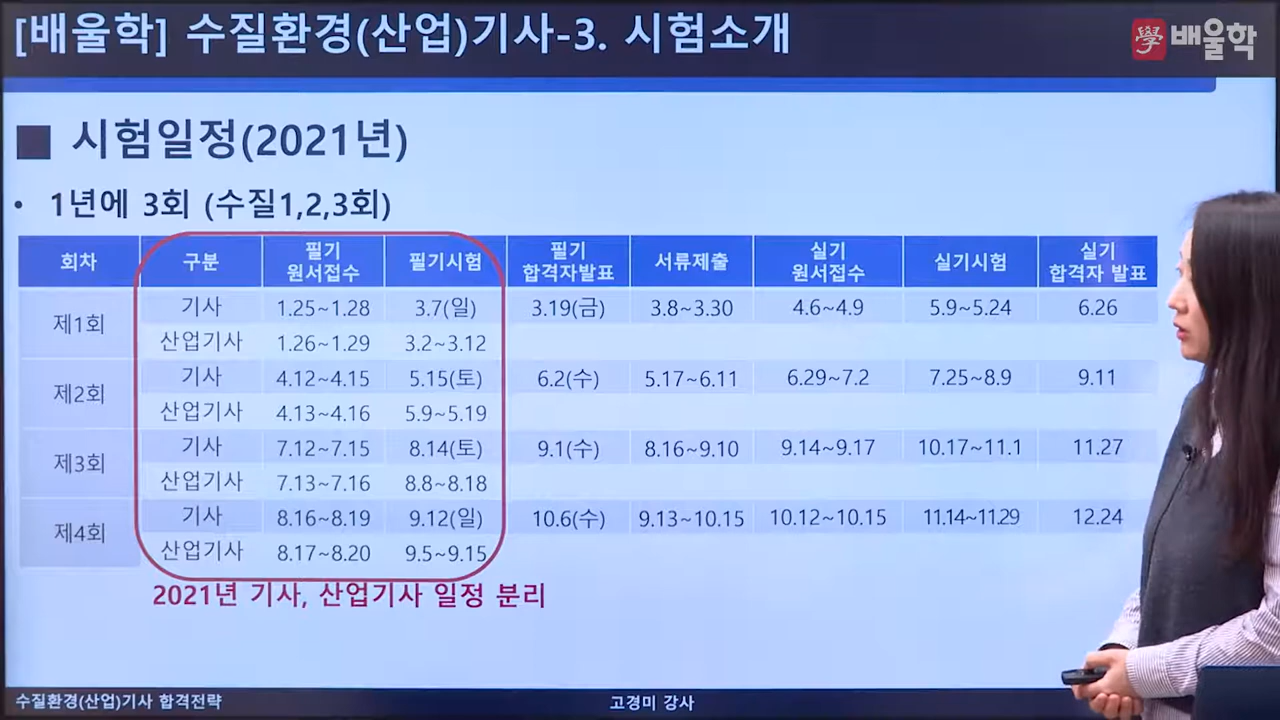 [배울학] 수질환경(산업)기사-3. 시험소개
學 배울학
■ 시험일정(2021년)
• 1년에 3회 (수질1,2,3회)
회차 구분 필기 원서접수 필기시험 필기 합격자발표 서류제출 실기 원서접수 실기시험 실기 합격자 발표
제1회 기사 1.25~1.28 3.7(일) 3.19(금) 3.8~3.30 4.6~4.9 5.9~5.24 6.26
산업기사 1.26~1.29 3.2~3.12
제2회 기사 4.12~4.15 5.15(토) 6.2(수) 5.17~6.11 6.29~7.2 7.25~8.9 9.11
산업기사 4.13~4.16 5.9~5.19
제3회 기사 7.12~7.15 8.14(토) 9.1(수) 8.16~9.10 9.14~9.17 10.17~11.1 11.27
산업기사 7.13~7.16 8.8~8.18
제4회 기사 8.16~8.19 9.12(일) 10.6(수) 9.13~10.15 10.12~10.15 11.14~11.29 12.24
산업기사 8.17~8.20 9.5~9.15
2021년 기사, 산업기사 일정 분리
수질환경(산업)기사 합격전략
고경미 강사